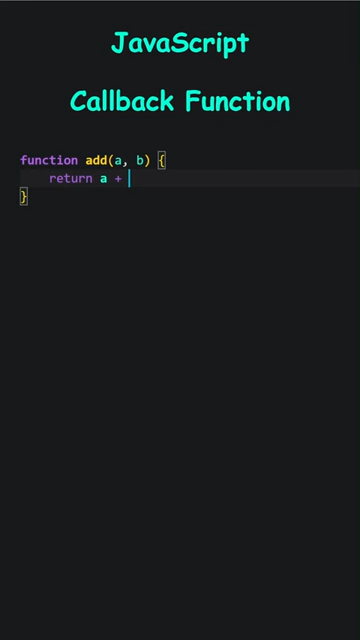 JavaScript
Callback Function
function add(a, b) {
    return a +
}